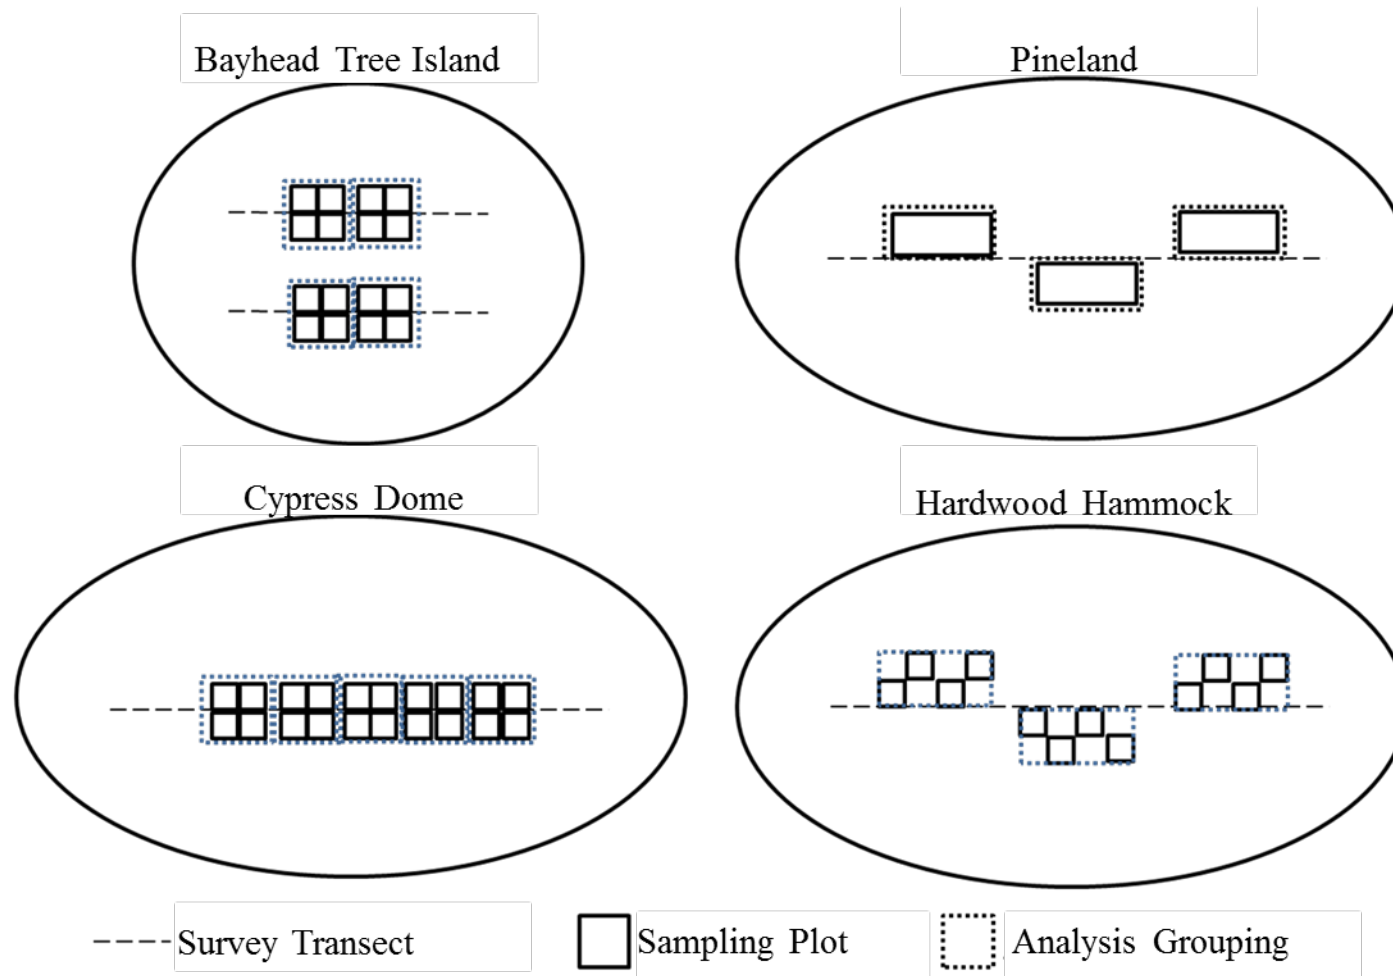 Bayhead Tree Island
Pineland
Cypress Dome
Hardwood Hammock
Survey Transect
Sampling Plot
Analysis Grouping